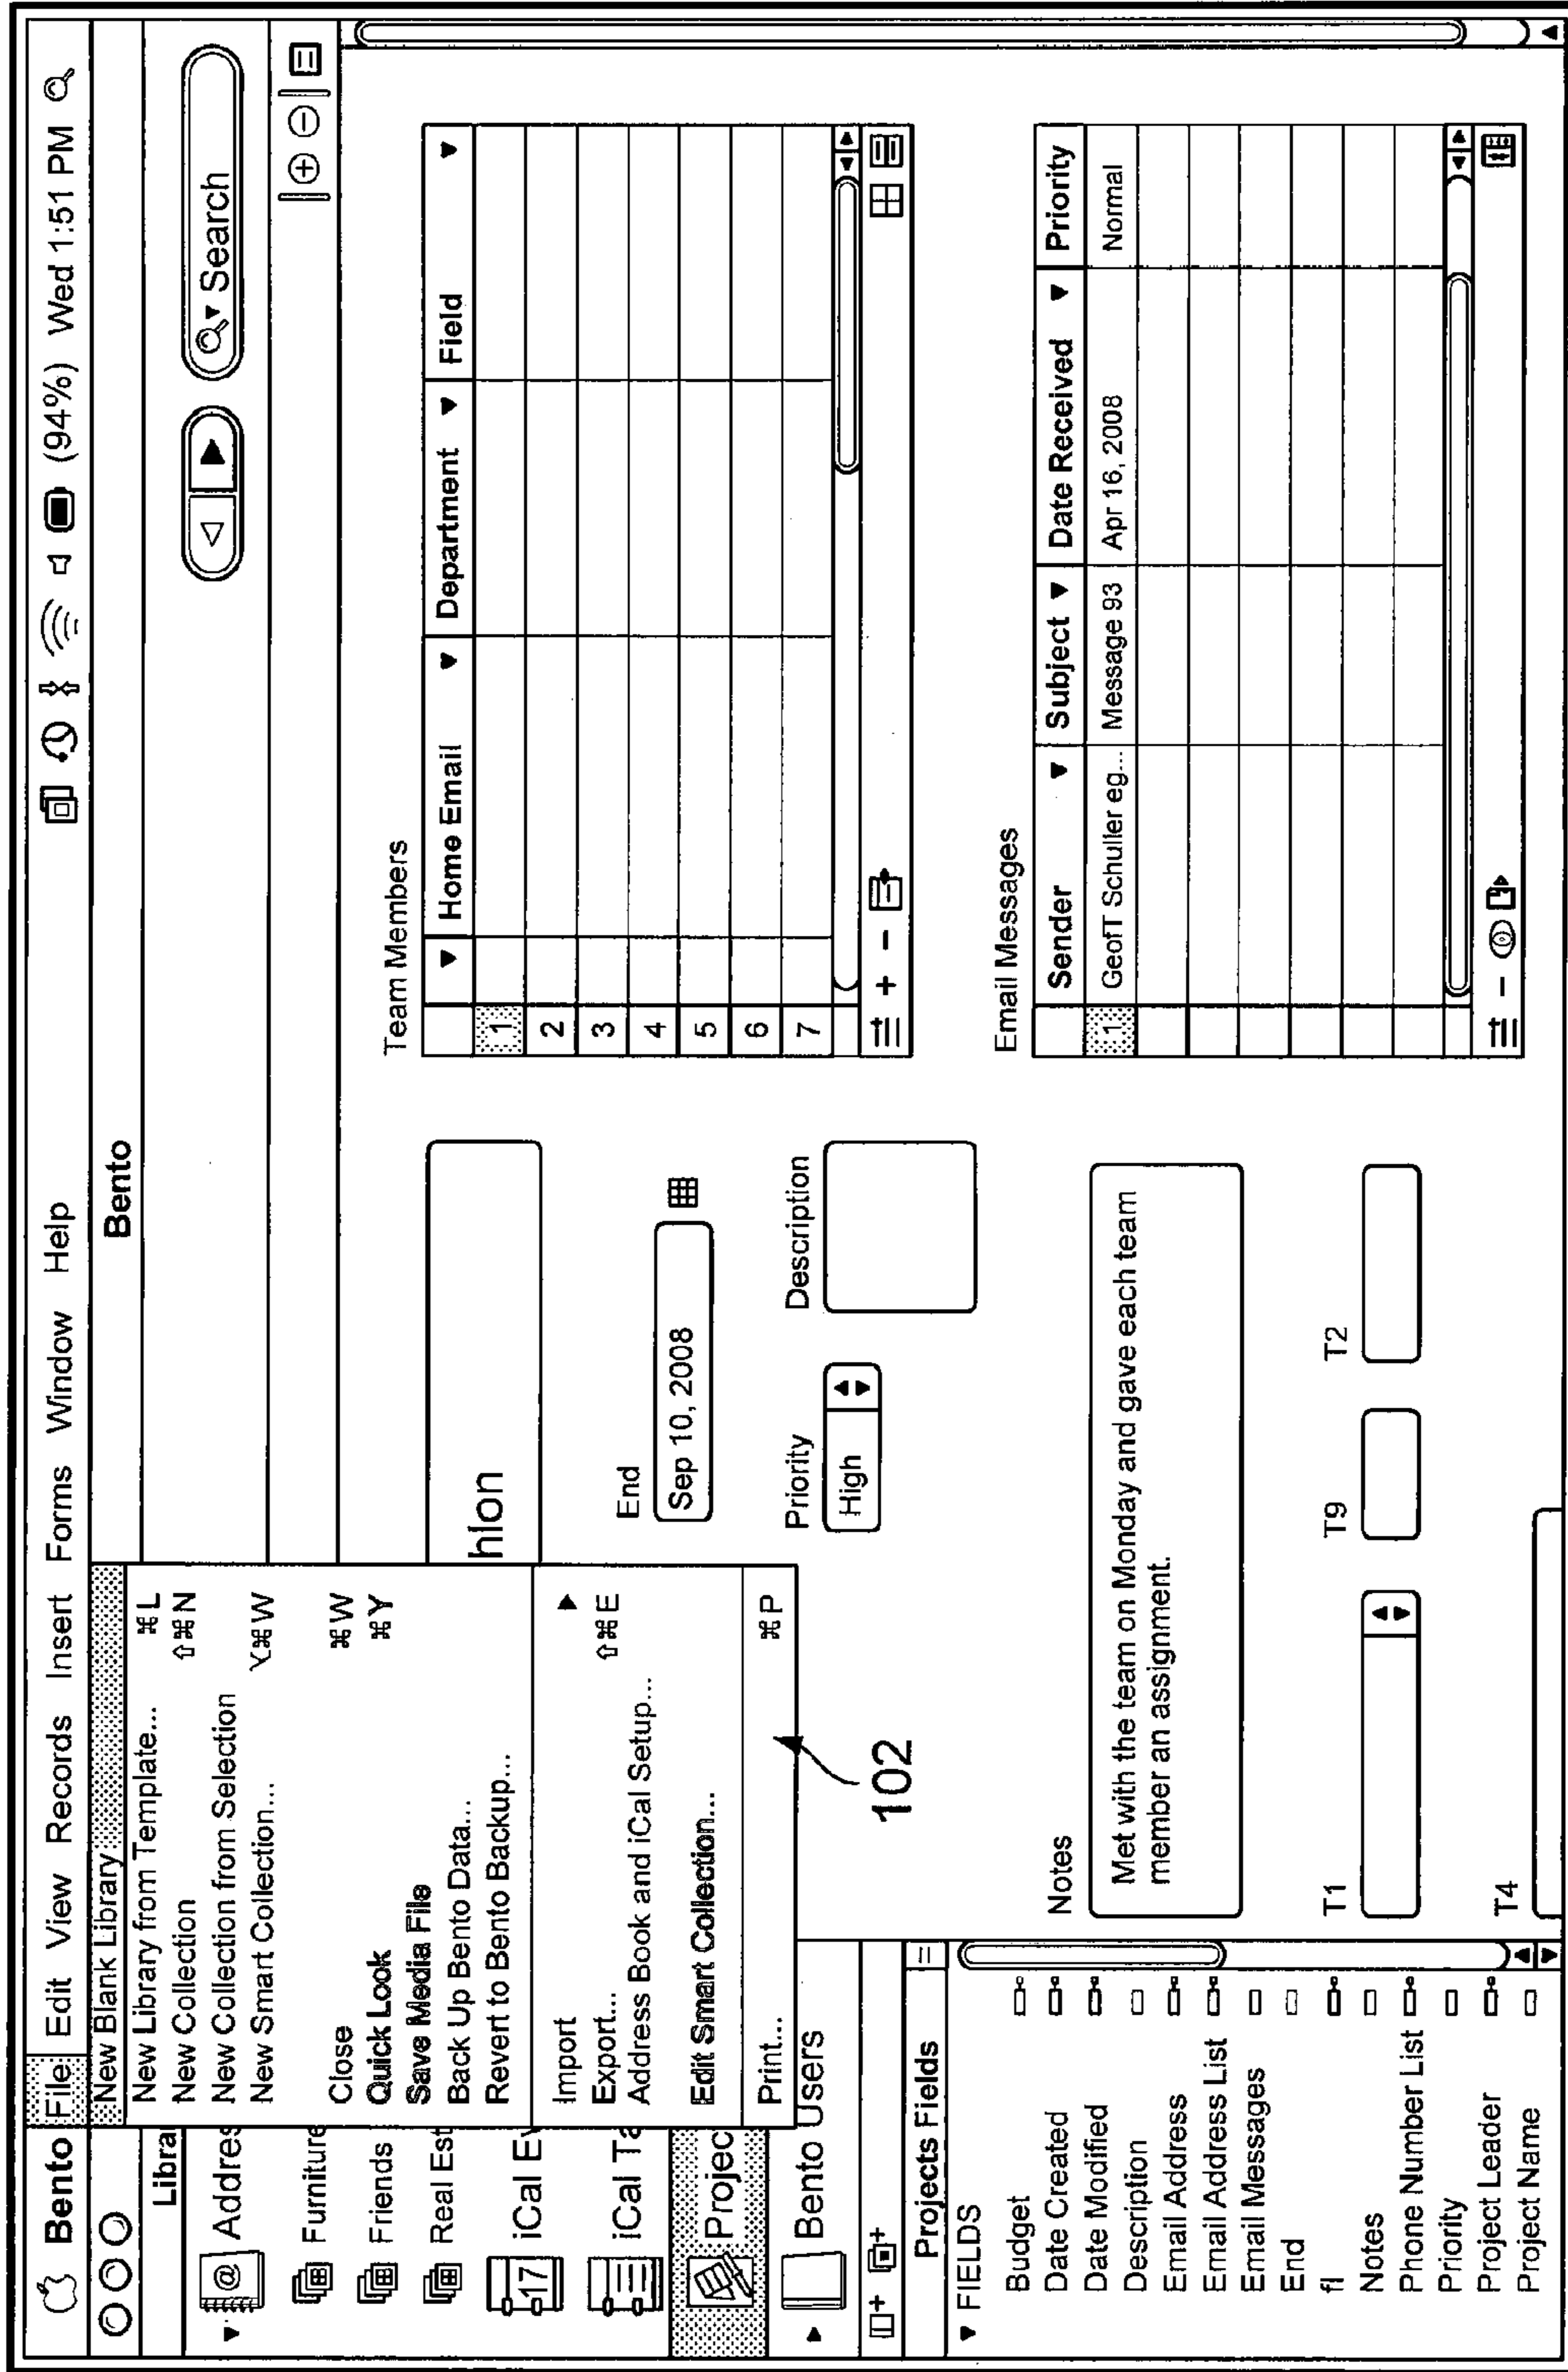 Bento File Edit View Records Insert Forms Window Help (94%) Wed 1:51 PM
Bento
Search
New Blank Library
New Library from Template... ⌘L
New Collection ⇧⌘N
New Collection from Selection
New Smart Collection... ⌥⌘W
Close ⌘W
Quick Look ⌘Y
Save Media File
Back Up Bento Data...
Revert to Bento Backup...
Import
Export... ⇧⌘E
Address Book and iCal Setup...
Edit Smart Collection...
Print... ⌘P
102
Libra
Addres
Furniture
Friends
Real Est
17 iCal Ev
iCal Ta
Projec
Bento Users
Projects Fields
FIELDS
Budget
Date Created
Date Modified
Description
Email Address
Email Address List
Email Messages
End
fl
Notes
Phone Number List
Priority
Project Leader
Project Name
hlon
End
Sep 10, 2008
Priority Description
High
Notes
Met with the team on Monday and gave each team
member an assignment.
T1 T9 T2
T4
Team Members
Home Email Department Field
1
2
3
4
5
6
7
Email Messages
Sender Subject Date Received Priority
1 GeofT Schuller eg... Message 93 Apr 16, 2008 Normal